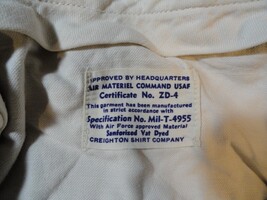 APPROVED BY HEADQUARTERS
AIR MATERIEL COMMAND USAF
Certificate No. ZD-4
This garment has been manufactured
in strict accordance with
Specification No. Mil-T-4955
With Air Force approved Material
Sanforized Vat Dyed
CREIGHTON SHIRT COMPANY